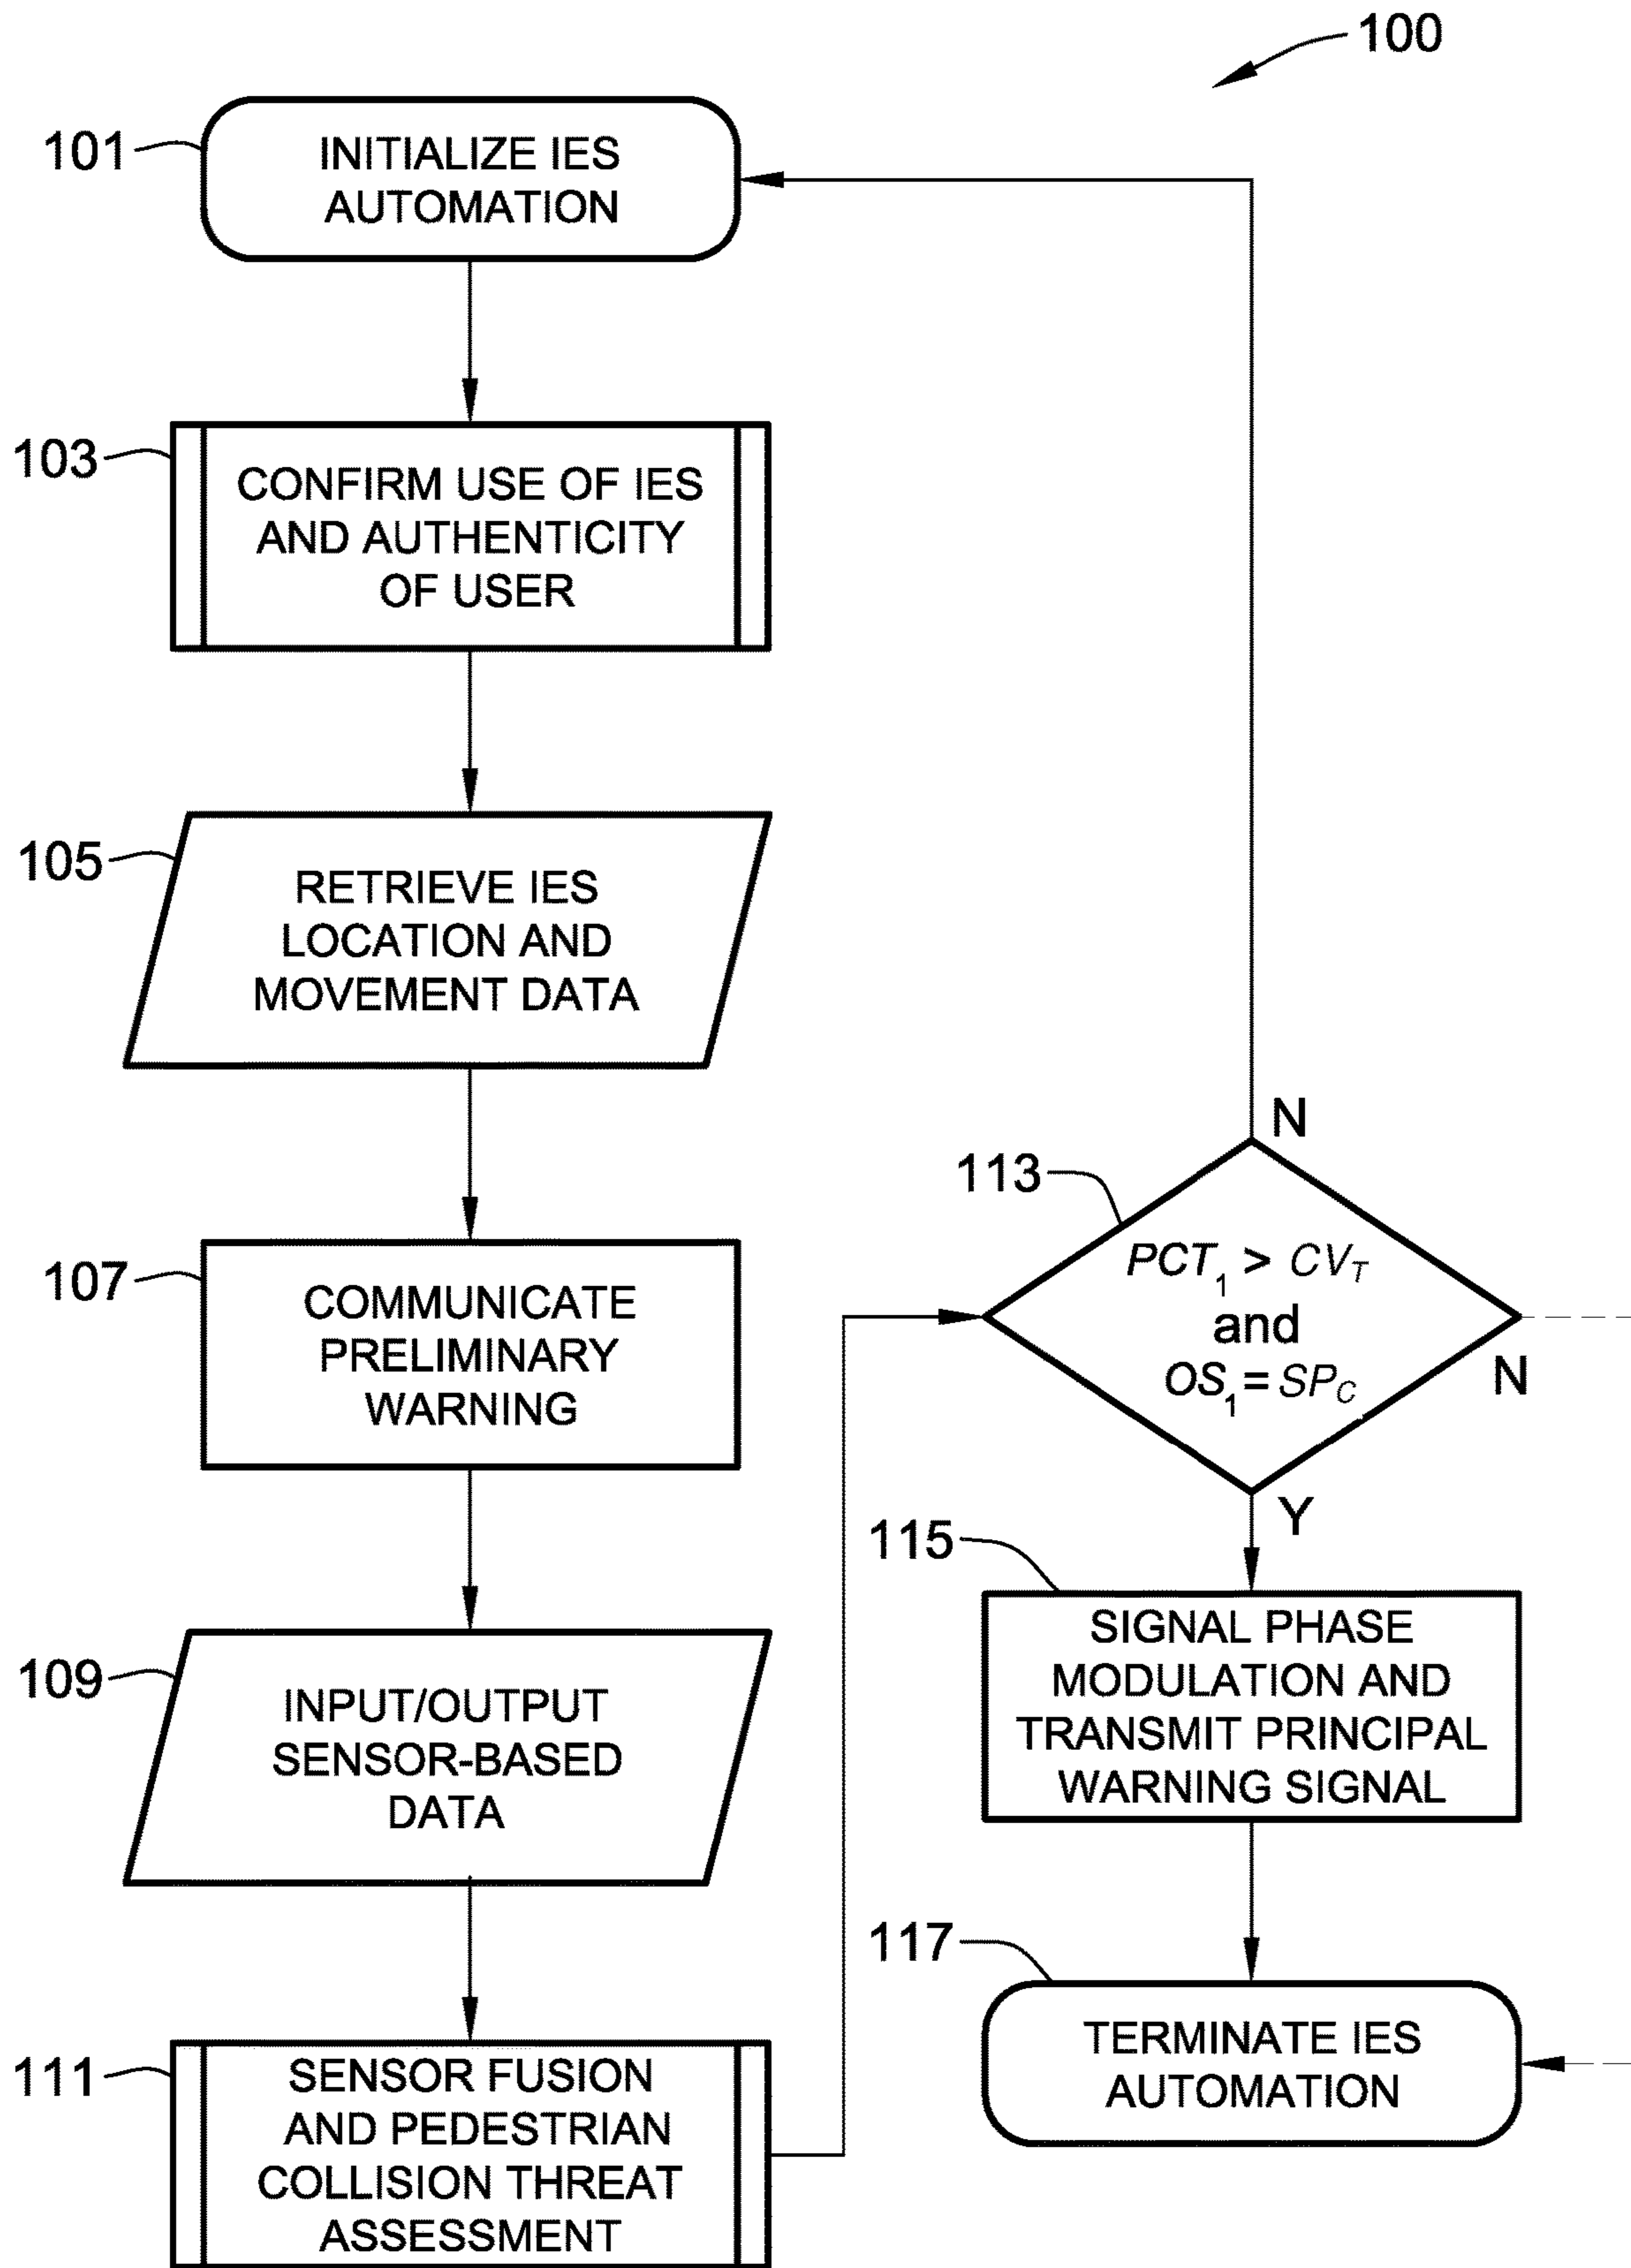 100
101
INITIALIZE IES
AUTOMATION
103
CONFIRM USE OF IES
AND AUTHENTICITY
OF USER
105
RETRIEVE IES
LOCATION AND
MOVEMENT DATA
107
COMMUNICATE
PRELIMINARY
WARNING
109
INPUT/OUTPUT
SENSOR-BASED
DATA
111
SENSOR FUSION
AND PEDESTRIAN
COLLISION THREAT
ASSESSMENT
N
113
PCT₁ > CV_T
and
OS₁ = SP_C
N
Y
115
SIGNAL PHASE
MODULATION AND
TRANSMIT PRINCIPAL
WARNING SIGNAL
117
TERMINATE IES
AUTOMATION